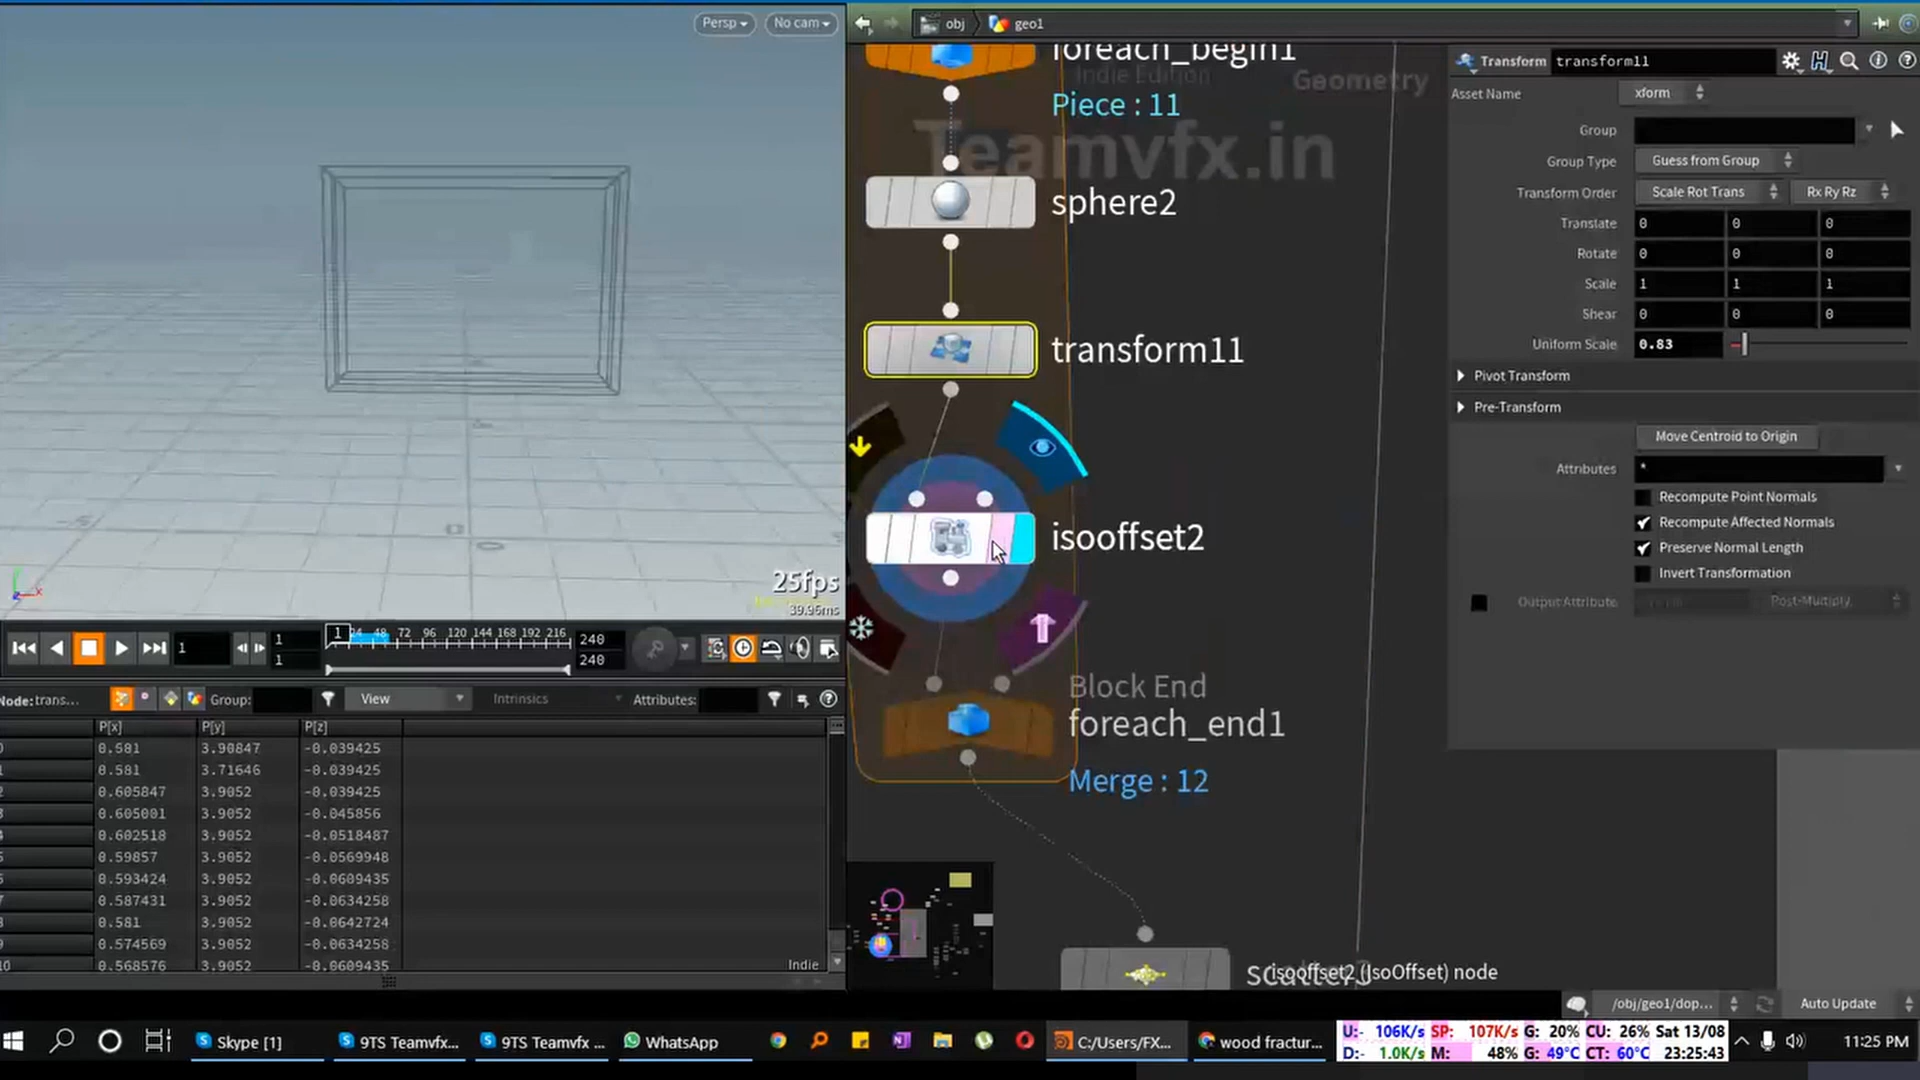 Persp
No cam
obj
geo1
foreach_begin1
Indie Edition
Geometry
Piece : 11
Teamvfx.in
sphere2
transform11
isooffset2
Block End
foreach_end1
Merge : 12
isooffset2 (IsoOffset) node
Transform transform11
Asset Name xform
Group
Group Type Guess from Group
Transform Order Scale Rot Trans Rx Ry Rz
Translate 0 0 0
Rotate 0 0 0
Scale 1 1 1
Shear 0 0 0
Uniform Scale 0.83
Pivot Transform
Pre-Transform
Move Centroid to Origin
Attributes *
Recompute Point Normals
Recompute Affected Normals
Preserve Normal Length
Invert Transformation
Output Attribute Post-Multiply
25fps
39.95ms
1 1 1 1 24 48 72 96 120 144 168 192 216 240 240
Node:trans... Group: View Intrinsics Attributes:
P[x] P[y] P[z]
0.581 3.90847 -0.039425
0.581 3.71646 -0.039425
0.605847 3.9052 -0.039425
0.605001 3.9052 -0.045856
0.602518 3.9052 -0.0518487
0.59857 3.9052 -0.0569948
0.593424 3.9052 -0.0609435
0.587431 3.9052 -0.0634258
0.581 3.9052 -0.0642724
0.574569 3.9052 -0.0634258
0.568576 3.9052 -0.0609435
Indie
/obj/geo1/dop... Auto Update
Skype [1]
9TS Teamvfx...
9TS Teamvfx ...
WhatsApp
C:/Users/FX...
wood fractur...
U:- 106K/s SP: 107K/s G: 20% CU: 26% Sat 13/08
D:- 1.0K/s M: 48% G: 49°C CT: 60°C 23:25:43
11:25 PM